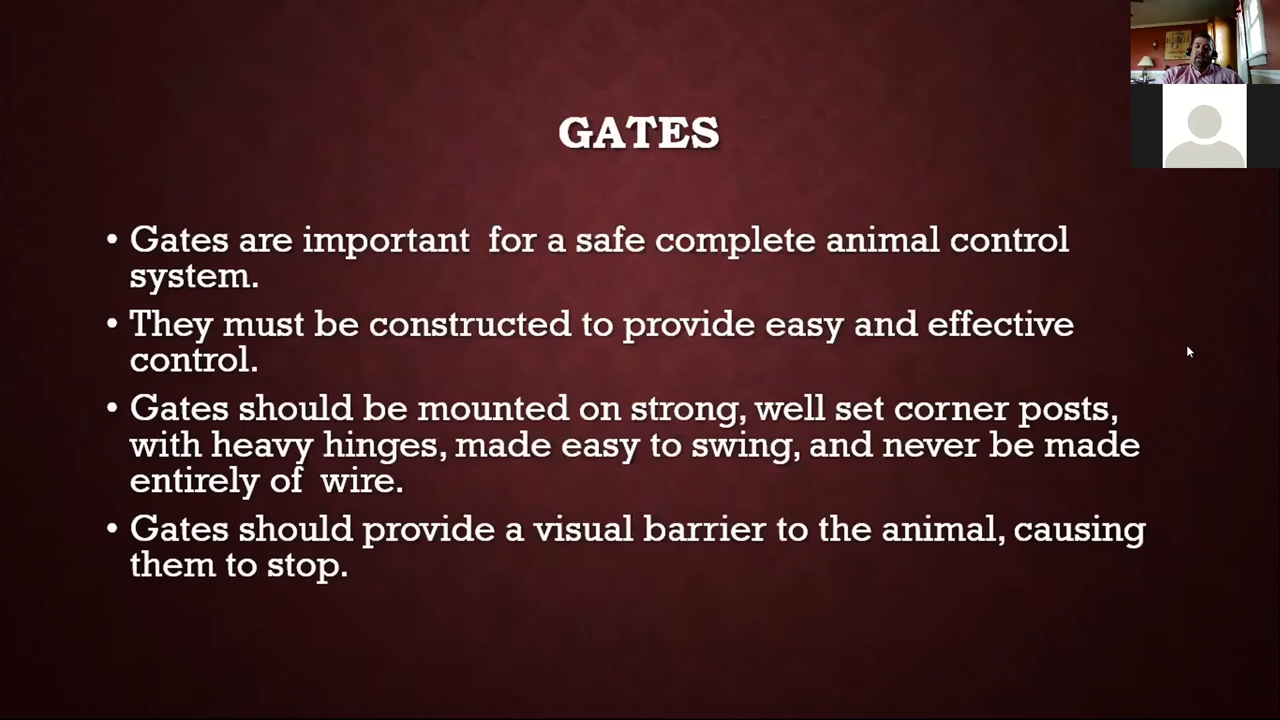 GATES
• Gates are important  for a safe complete animal control
system.
• They must be constructed to provide easy and effective
control.
• Gates should be mounted on strong, well set corner posts,
with heavy hinges, made easy to swing, and never be made
entirely of  wire.
• Gates should provide a visual barrier to the animal, causing
them to stop.